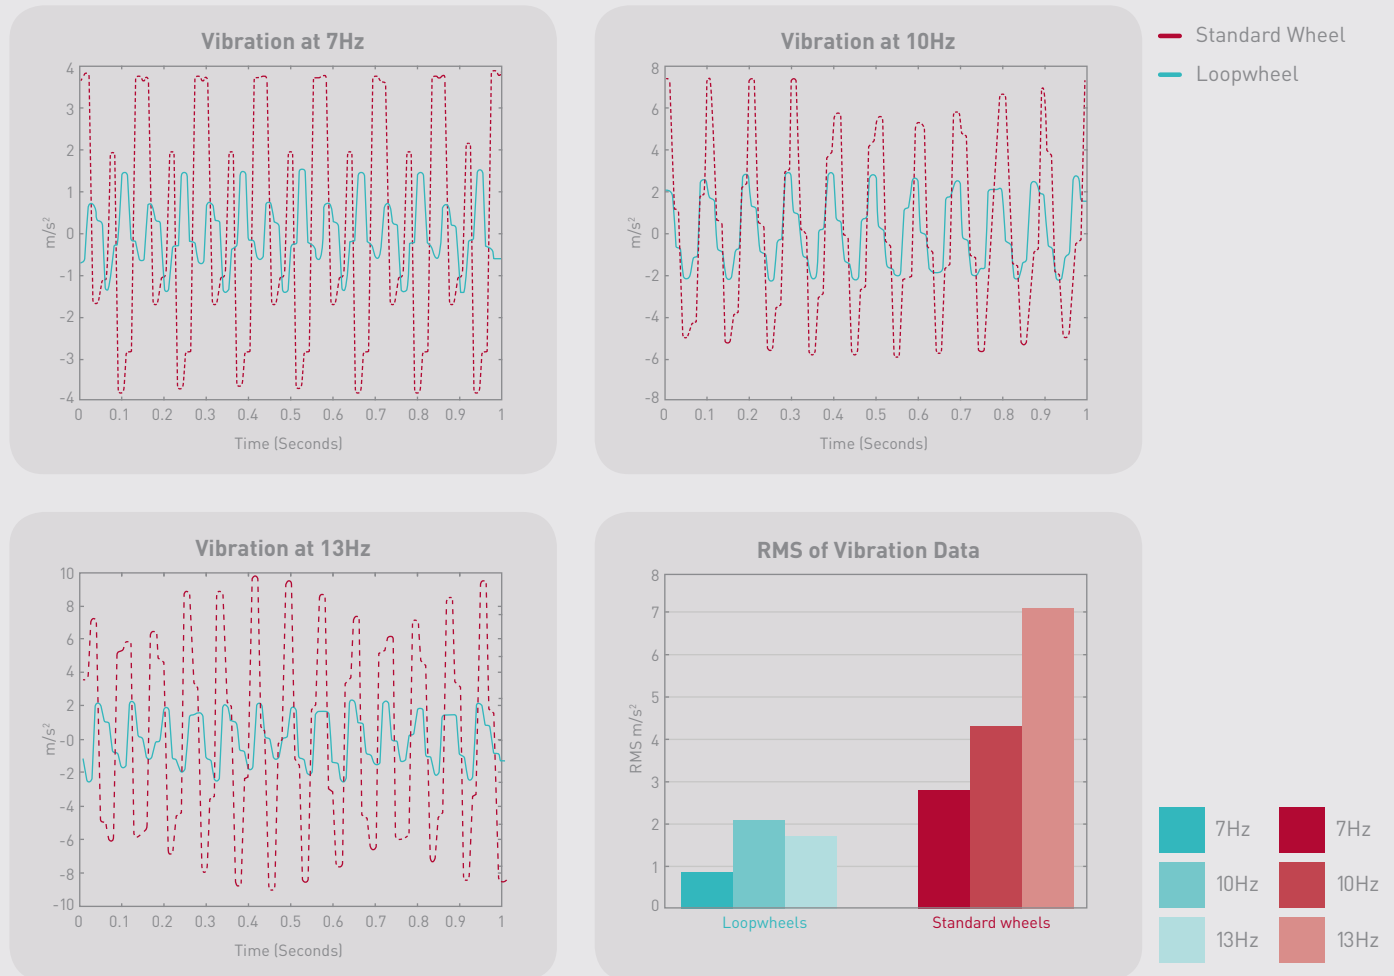 Vibration at 7Hz
4
3
2
1
0
-1
-2
-3
-4
m/s²
0 0.1 0.2 0.3 0.4 0.5 0.6 0.7 0.8 0.9 1
Time (Seconds)
Vibration at 10Hz
8
6
4
2
0
-2
-4
-6
-8
m/s²
0 0.1 0.2 0.3 0.4 0.5 0.6 0.7 0.8 0.9 1
Time (Seconds)
Standard Wheel
Loopwheel
Vibration at 13Hz
10
8
6
4
2
-0
-2
-4
-6
-8
-10
m/s²
0 0.1 0.2 0.3 0.4 0.5 0.6 0.7 0.8 0.9 1
Time (Seconds)
RMS of Vibration Data
8
7
6
5
4
3
2
1
0
RMS m/s²
Loopwheels Standard wheels
7Hz 7Hz
10Hz 10Hz
13Hz 13Hz